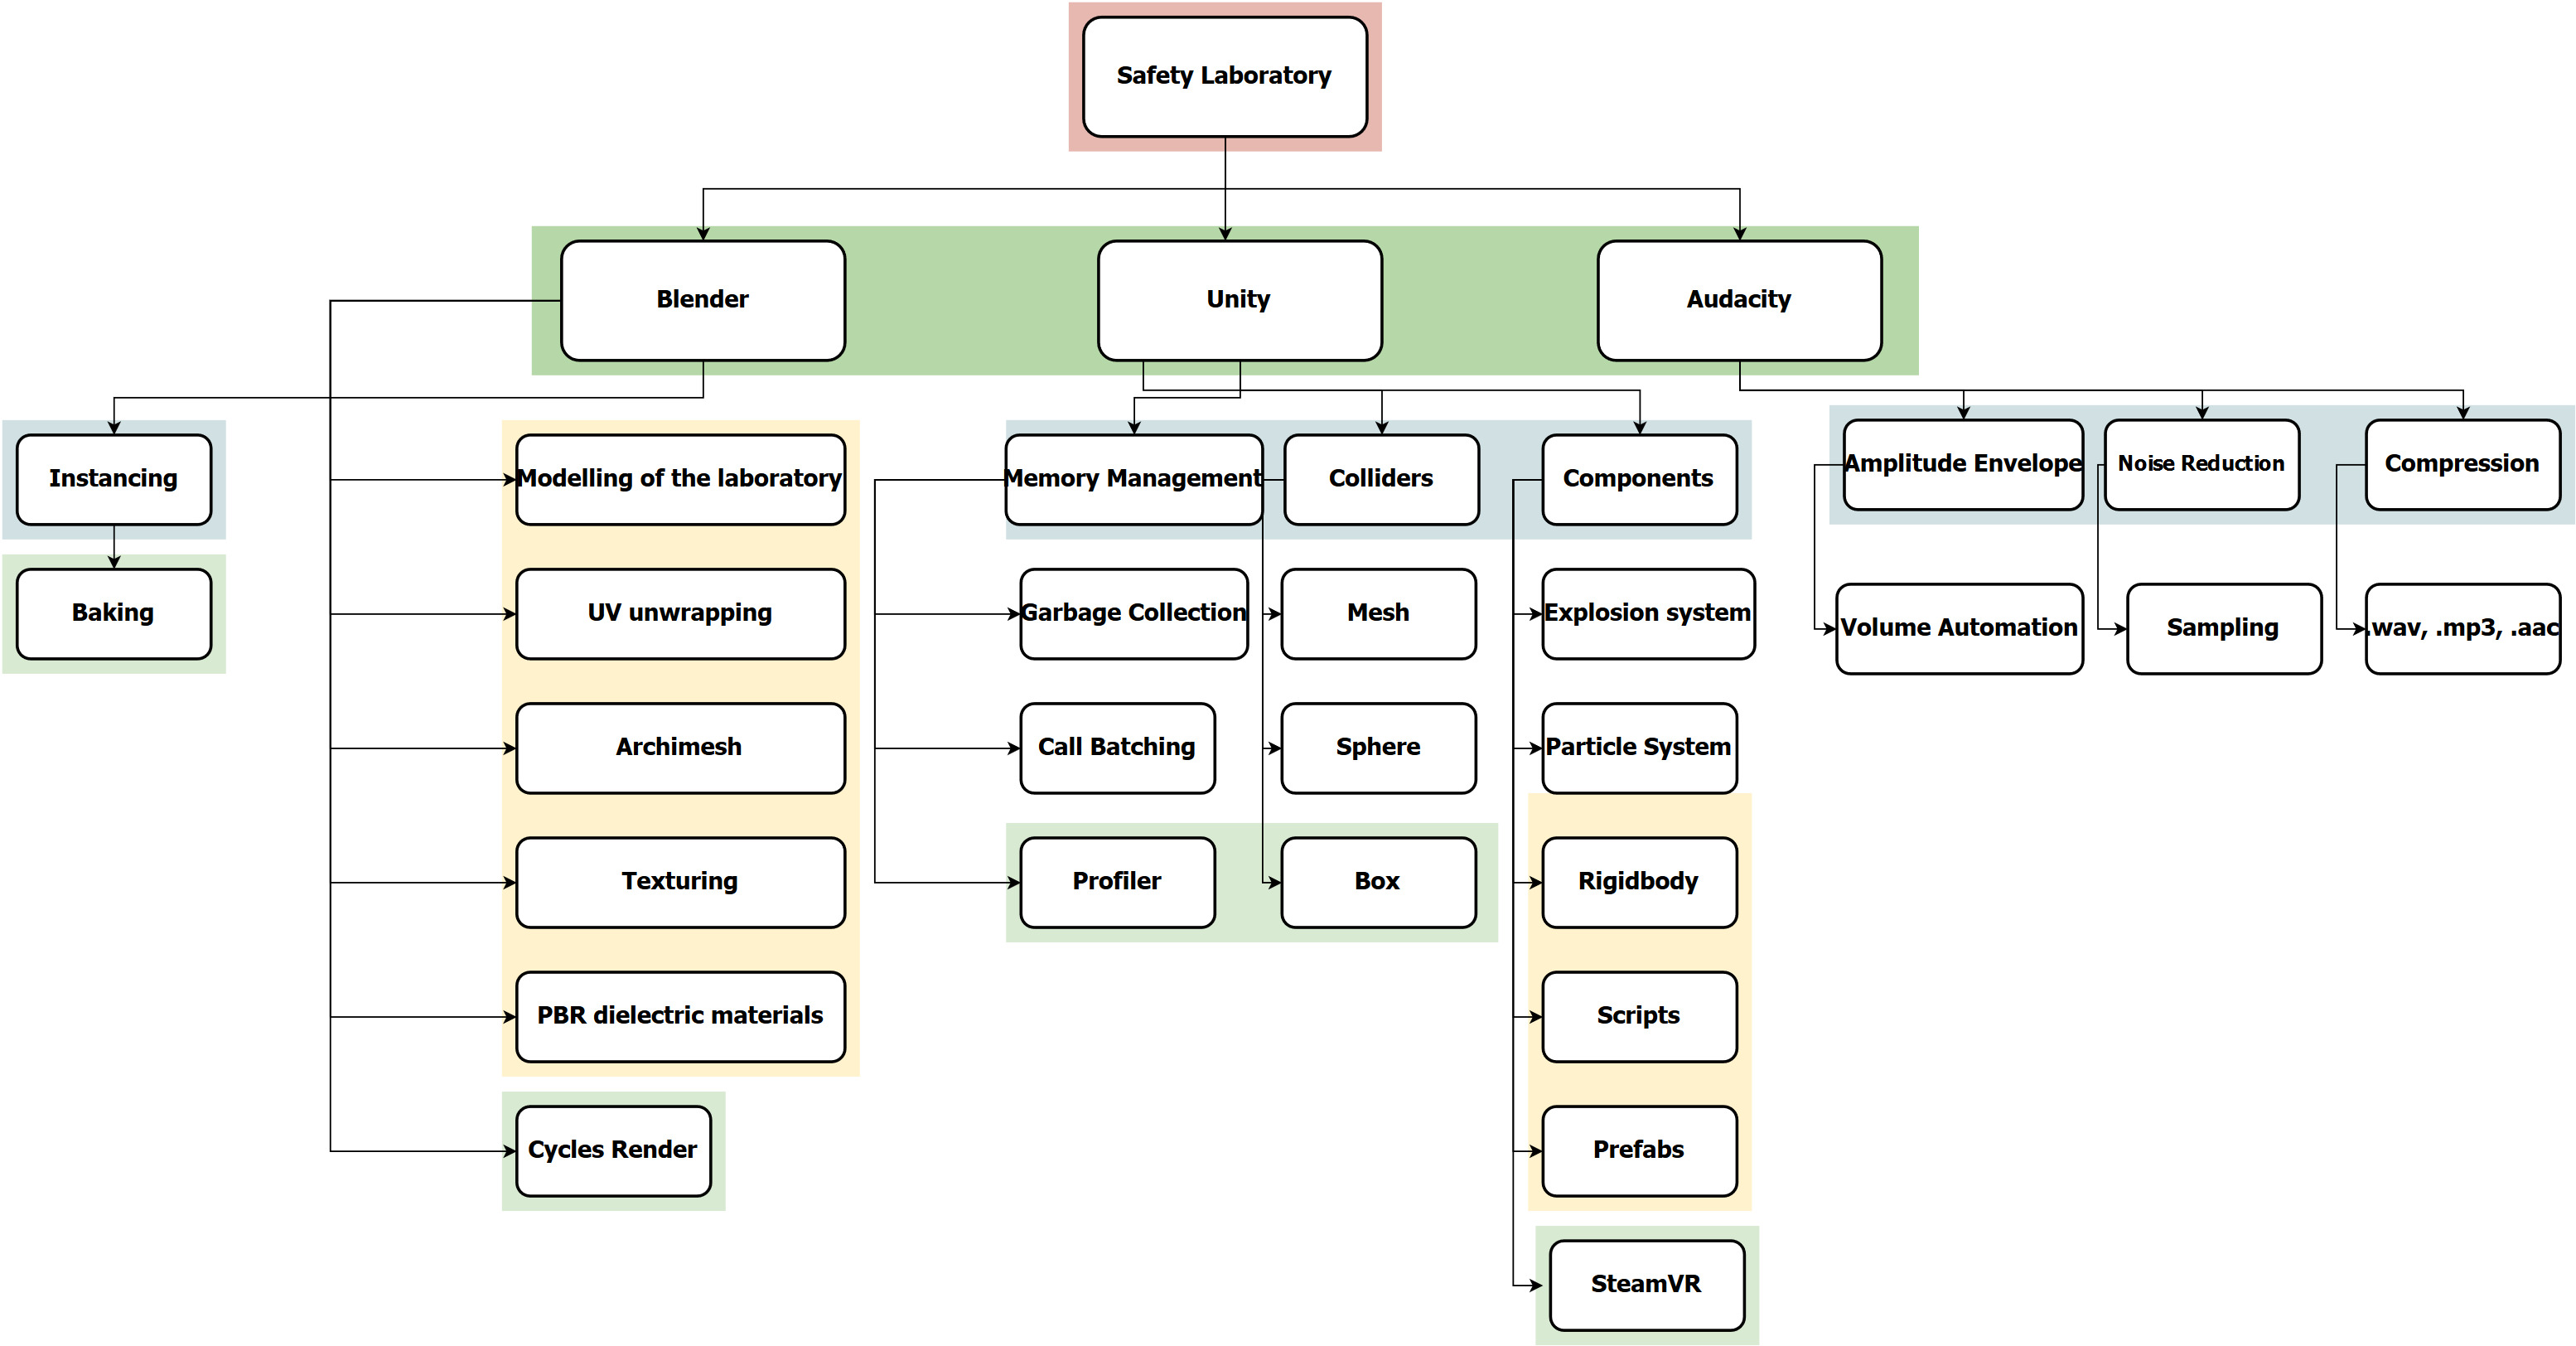 Safety Laboratory
Blender
Unity
Audacity
Instancing
Modelling of the laboratory
Memory Management
Colliders
Components
Amplitude Envelope
Noise Reduction
Compression
Baking
UV unwrapping
Garbage Collection
Mesh
Explosion system
Volume Automation
Sampling
.wav, .mp3, .aac
Archimesh
Call Batching
Sphere
Particle System
Texturing
Profiler
Box
Rigidbody
PBR dielectric materials
Scripts
Cycles Render
Prefabs
SteamVR